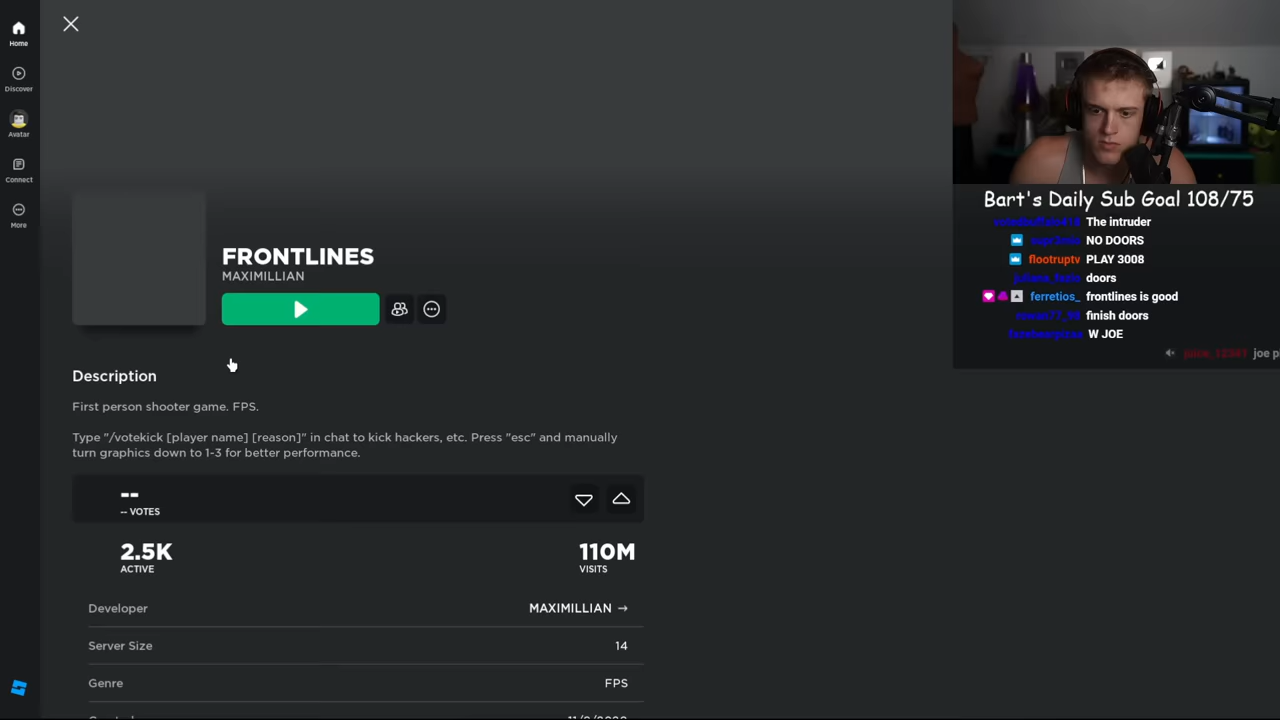 Home
Discover
Avatar
Connect
More
FRONTLINES
MAXIMILLIAN
Description
First person shooter game. FPS.
Type "/votekick [player name] [reason]" in chat to kick hackers, etc. Press "esc" and manually
turn graphics down to 1-3 for better performance.
--
-- VOTES
2.5K
ACTIVE
110M
VISITS
Developer
MAXIMILLIAN →
Server Size
14
Genre
FPS
Bart's Daily Sub Goal 108/75
The intruder
NO DOORS
flootruptv PLAY 3008
doors
ferretios_ frontlines is good
finish doors
W JOE
joe p